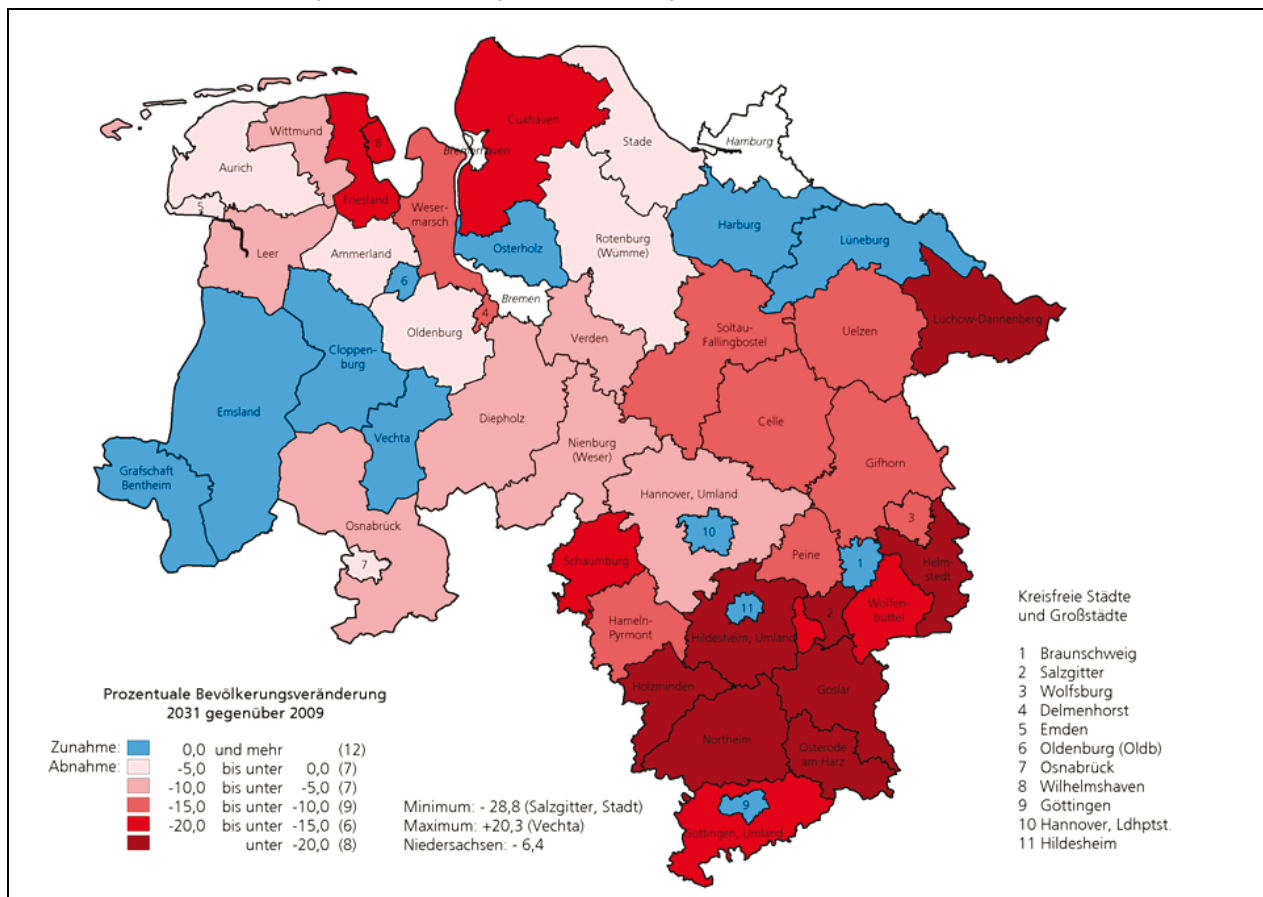 Wittmund
Aurich
8
Cuxhaven
Bremerhaven
Stade
Hamburg
5
Friesland
Weser-
marsch
Leer
Ammerland
Osterholz
Rotenburg
(Wümme)
Harburg
Lüneburg
6
4
Bremen
Oldenburg
Verden
Soltau-
Fallingbostel
Uelzen
Luchow-Dannenberg
Cloppen-
burg
Emsland
Vechta
Diepholz
Nienburg
(Weser)
Celle
Gifhorn
Grafschaft
Bentheim
Hannover, Umland
Osnabrück
7
10
3
Schaumburg
Peine
1
Helm-
stedt
11
2
Wolfen-
buttel
Hameln-
Pyrmont
Hildesheim, Umland
Holzminden
Goslar
Northeim
Osterode
am Harz
9
Göttingen, Umland
Prozentuale Bevölkerungsveränderung
2031 gegenüber 2009
Zunahme: 0,0 und mehr (12)
Abnahme: -5,0 bis unter 0,0 (7)
-10,0 bis unter -5,0 (7)
-15,0 bis unter -10,0 (9)
-20,0 bis unter -15,0 (6)
unter -20,0 (8)
Minimum: - 28,8 (Salzgitter, Stadt)
Maximum: +20,3 (Vechta)
Niedersachsen: - 6,4
Kreisfreie Städte
und Großstädte
1 Braunschweig
2 Salzgitter
3 Wolfsburg
4 Delmenhorst
5 Emden
6 Oldenburg (Oldb)
7 Osnabrück
8 Wilhelmshaven
9 Göttingen
10 Hannover, Ldhptst.
11 Hildesheim